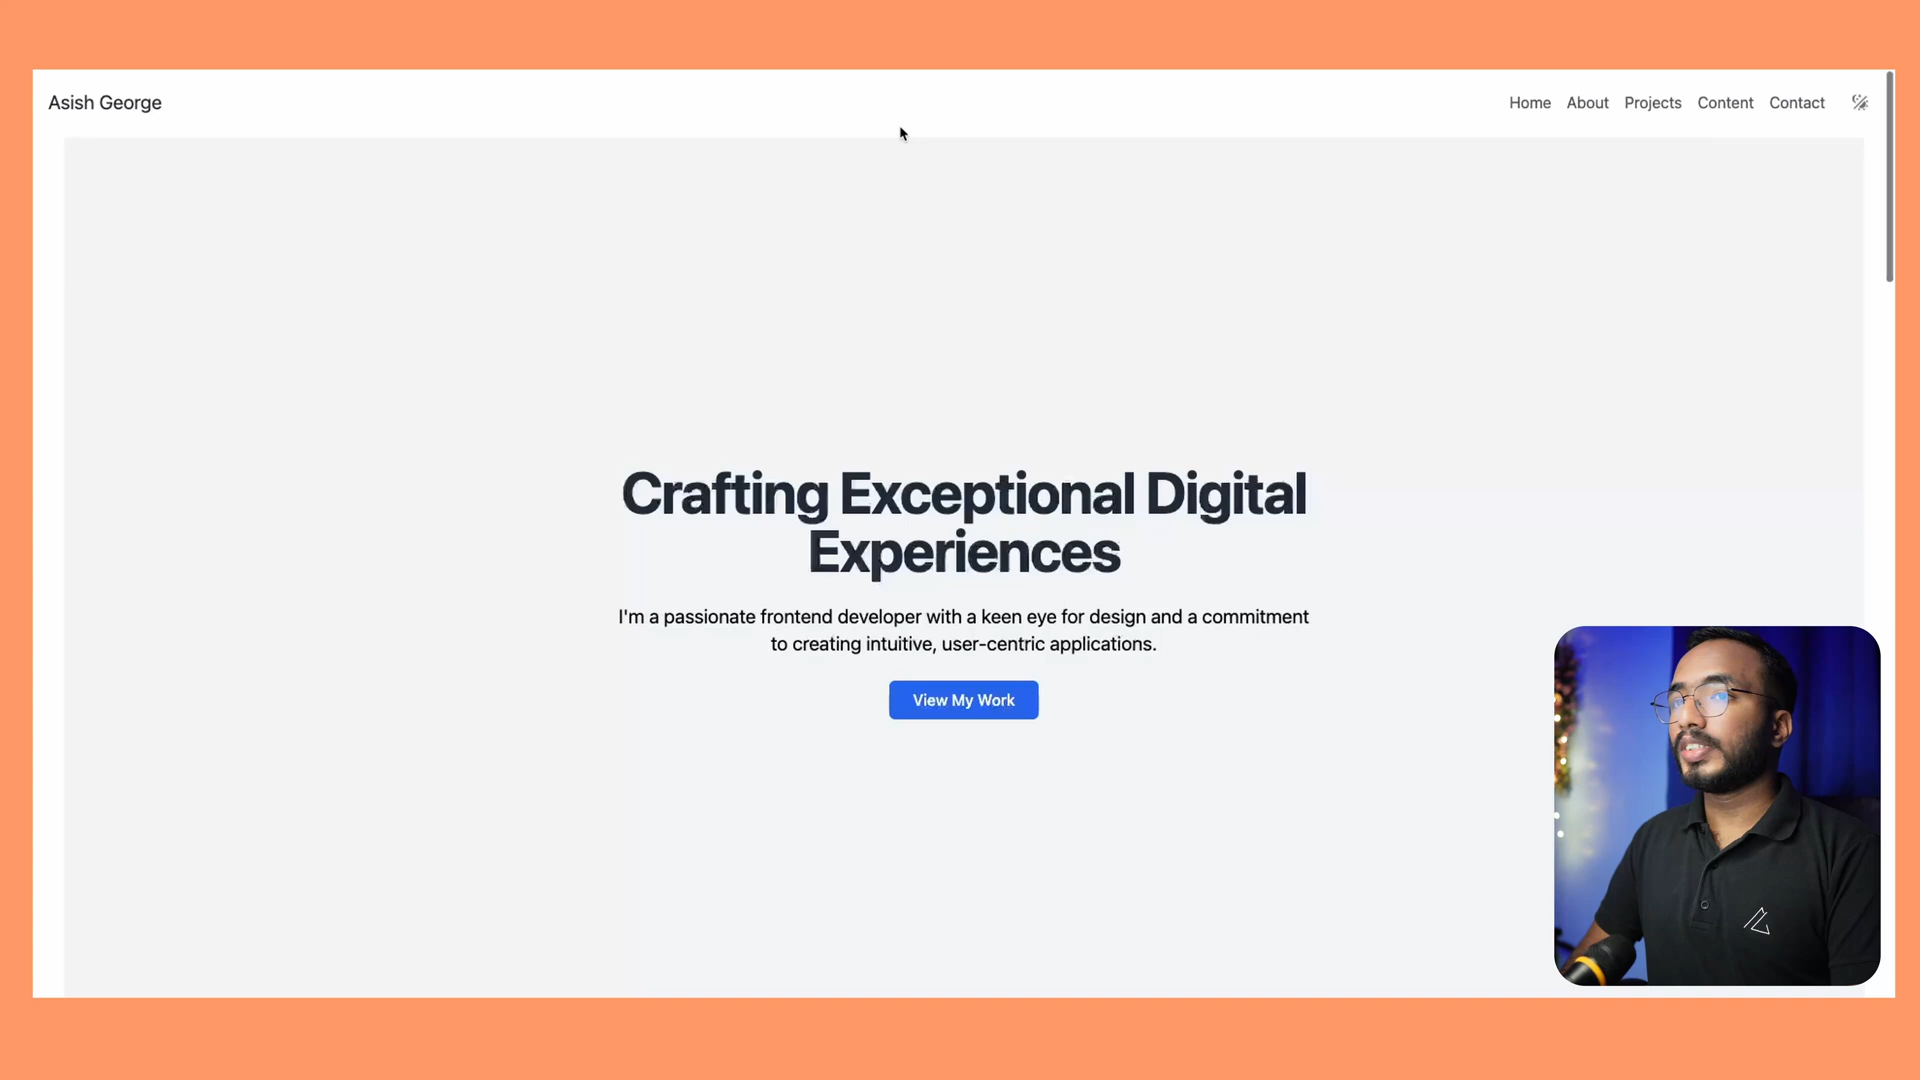 Asish George
Home About Projects Content Contact
Crafting Exceptional Digital
Experiences
I'm a passionate frontend developer with a keen eye for design and a commitment
to creating intuitive, user-centric applications.
View My Work